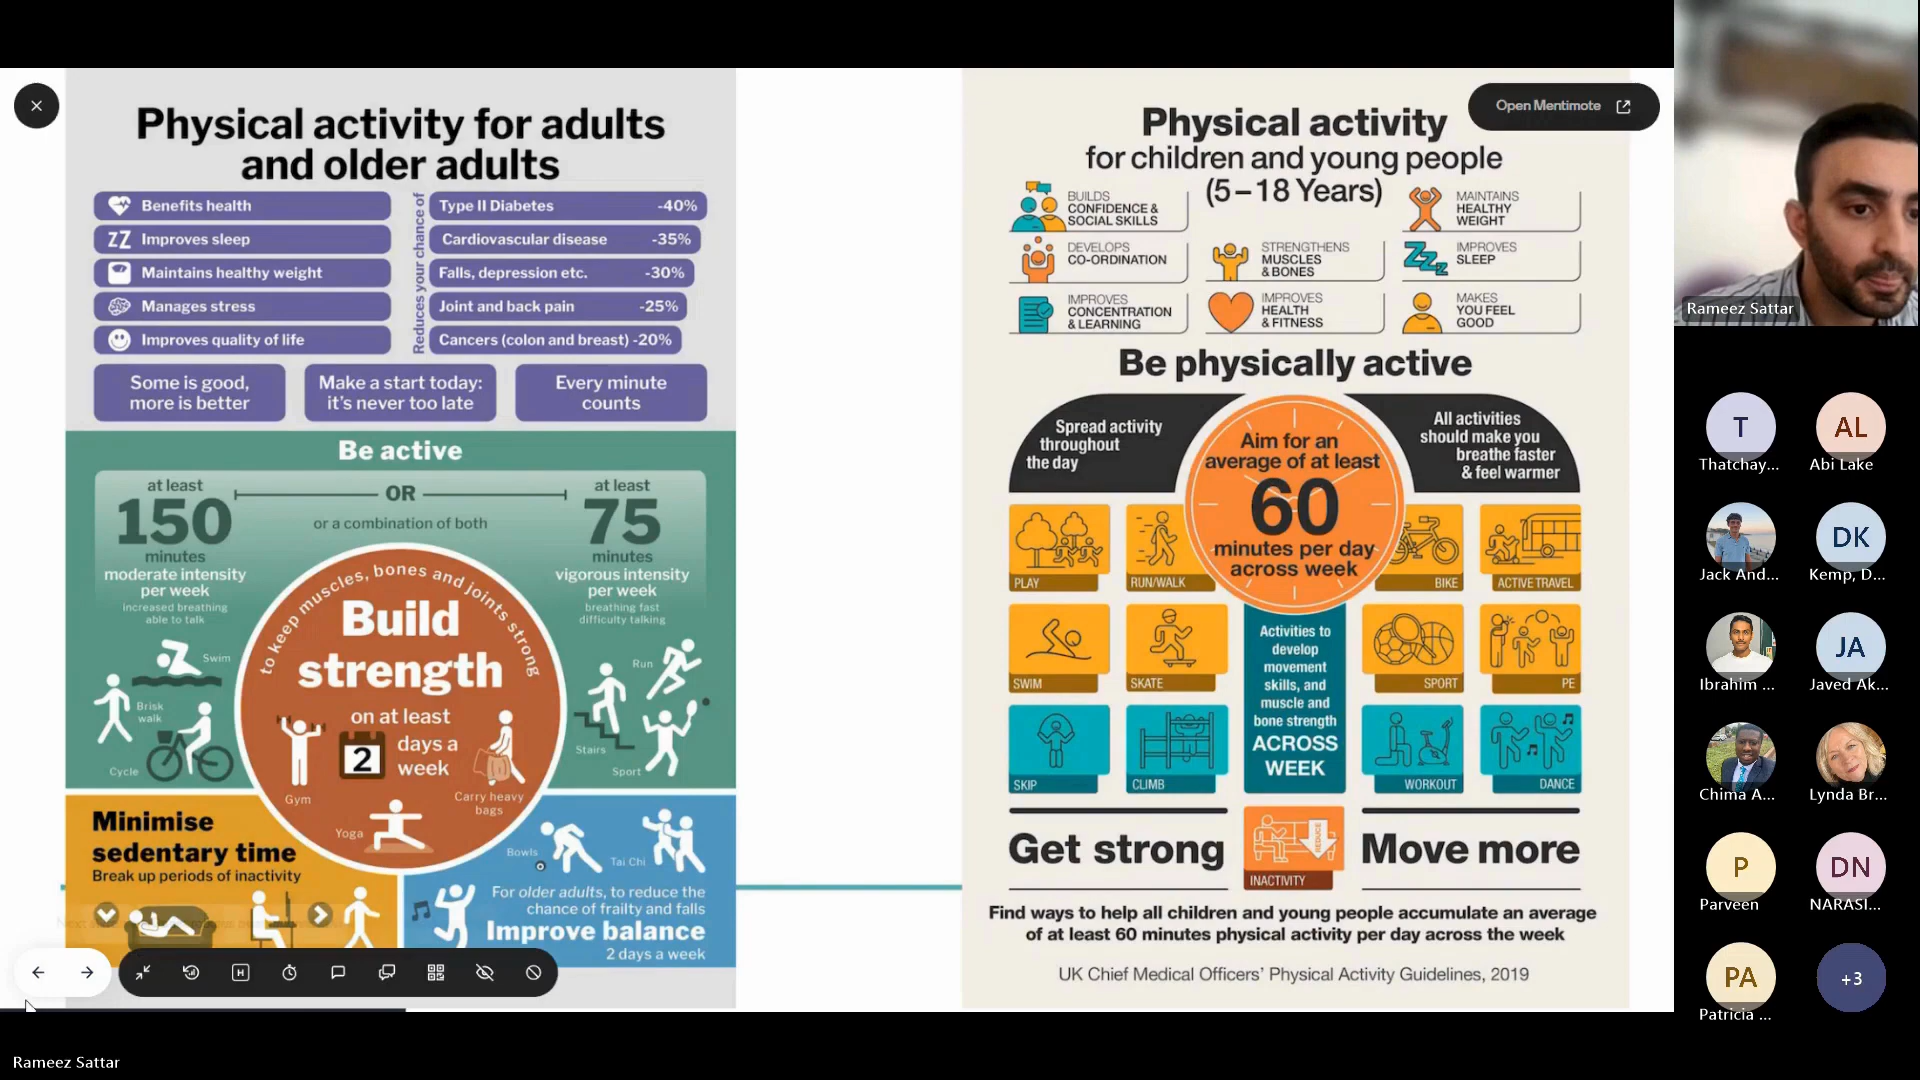 Physical activity for adults
and older adults
Benefits health
Improves sleep
Maintains healthy weight
Manages stress
Improves quality of life
Reduces your chance of
Type II Diabetes -40%
Cardiovascular disease -35%
Falls, depression etc. -30%
Joint and back pain -25%
Cancers (colon and breast) -20%
Some is good,
more is better
Make a start today:
it's never too late
Every minute
counts
Be active
at least
150
minutes
moderate intensity
per week
increased breathing
able to talk
OR
or a combination of both
at least
75
minutes
vigorous intensity
per week
breathing fast
difficulty talking
Swim
Brisk
walk
Cycle
to keep muscles, bones and joints strong
Build
strength
on at least
2
days a
week
Gym
Carry heavy
bags
Yoga
Run
Stairs
Sport
Minimise
sedentary time
Break up periods of inactivity
Bowls
Tai Chi
For older adults, to reduce the
chance of frailty and falls
Improve balance
2 days a week
H
Open Mentimote
Physical activity
for children and young people
(5–18 Years)
BUILDS
CONFIDENCE &
SOCIAL SKILLS
MAINTAINS
HEALTHY
WEIGHT
DEVELOPS
CO-ORDINATION
STRENGTHENS
MUSCLES
& BONES
IMPROVES
SLEEP
IMPROVES
CONCENTRATION
& LEARNING
IMPROVES
HEALTH
& FITNESS
MAKES
YOU FEEL
GOOD
Be physically active
Spread activity
throughout
the day
Aim for an
average of at least
60
minutes per day
across week
All activities
should make you
breathe faster
& feel warmer
PLAY
RUN/WALK
BIKE
ACTIVE TRAVEL
SWIM
SKATE
SPORT
PE
Activities to
develop
movement
skills, and
muscle and
bone strength
ACROSS
WEEK
SKIP
CLIMB
WORKOUT
DANCE
Get strong
REDUCE
INACTIVITY
Move more
Find ways to help all children and young people accumulate an average
of at least 60 minutes physical activity per day across the week
UK Chief Medical Officers' Physical Activity Guidelines, 2019
Rameez Sattar
T
Thatchay...
AL
Abi Lake
Jack And...
DK
Kemp, D...
Ibrahim ...
JA
Javed Ak...
Chima A...
Lynda Br...
P
Parveen
DN
NARASI...
PA
Patricia ...
+3
Rameez Sattar